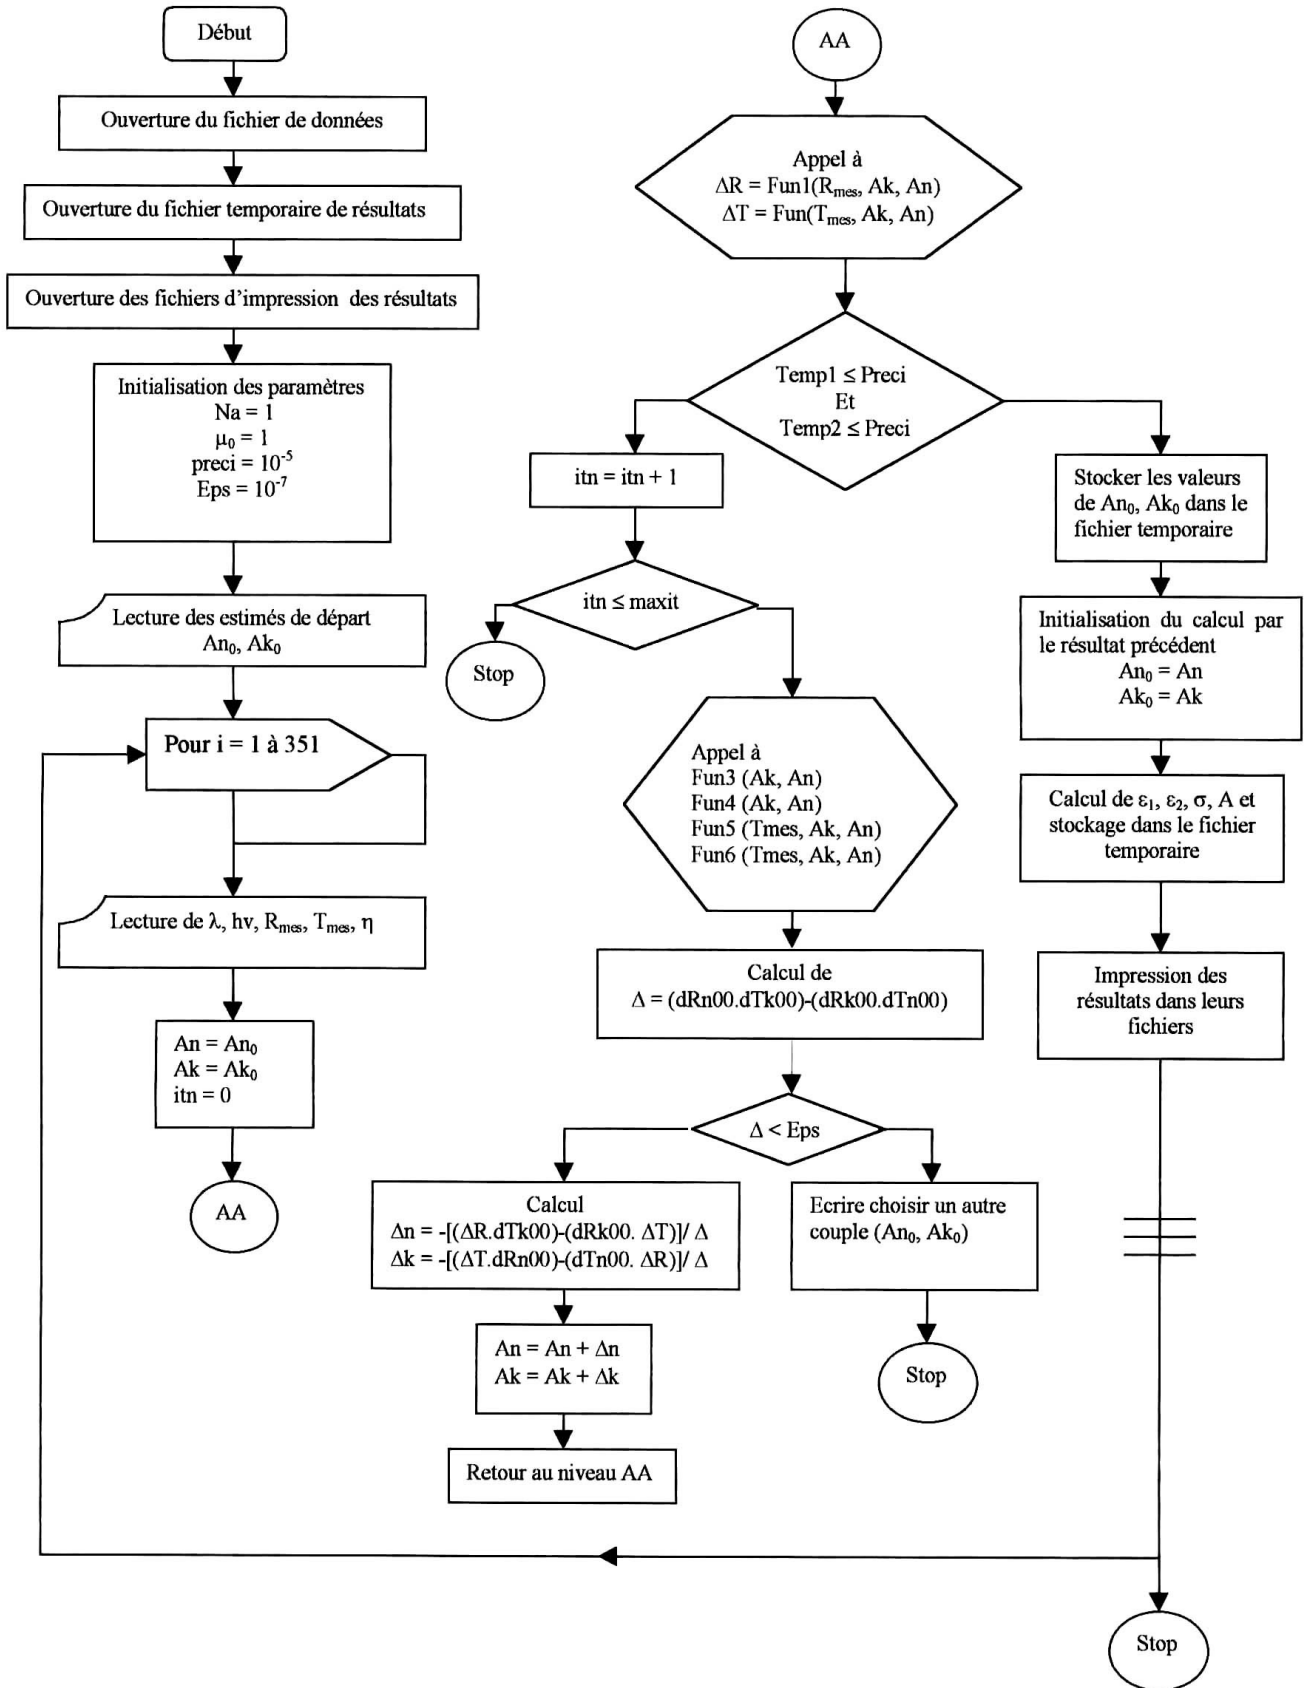 Début
Ouverture du fichier de données
Ouverture du fichier temporaire de résultats
Ouverture des fichiers d'impression des résultats
Initialisation des paramètres
Na = 1
μ₀ = 1
preci = 10⁻⁵
Eps = 10⁻⁷
Lecture des estimés de départ
An₀, Ak₀
Pour i = 1 à 351
Lecture de λ, hν, Rₘₑₛ, Tₘₑₛ, η
An = An₀
Ak = Ak₀
itn = 0
AA
AA
Appel à
ΔR = Fun1(Rₘₑₛ, Ak, An)
ΔT = Fun(Tₘₑₛ, Ak, An)
Temp1 ≤ Preci
Et
Temp2 ≤ Preci
itn = itn + 1
itn ≤ maxit
Stop
Appel à
Fun3 (Ak, An)
Fun4 (Ak, An)
Fun5 (Tmes, Ak, An)
Fun6 (Tmes, Ak, An)
Calcul de
Δ = (dRn00.dTk00)-(dRk00.dTn00)
Δ < Eps
Calcul
Δn = -[(ΔR.dTk00)-(dRk00. ΔT)]/ Δ
Δk = -[(ΔT.dRn00)-(dTn00. ΔR)]/ Δ
An = An + Δn
Ak = Ak + Δk
Retour au niveau AA
Ecrire choisir un autre
couple (An₀, Ak₀)
Stop
Stocker les valeurs
de An₀, Ak₀ dans le
fichier temporaire
Initialisation du calcul par
le résultat précédent
An₀ = An
Ak₀ = Ak
Calcul de ε₁, ε₂, σ, A et
stockage dans le fichier
temporaire
Impression des
résultats dans leurs
fichiers
Stop